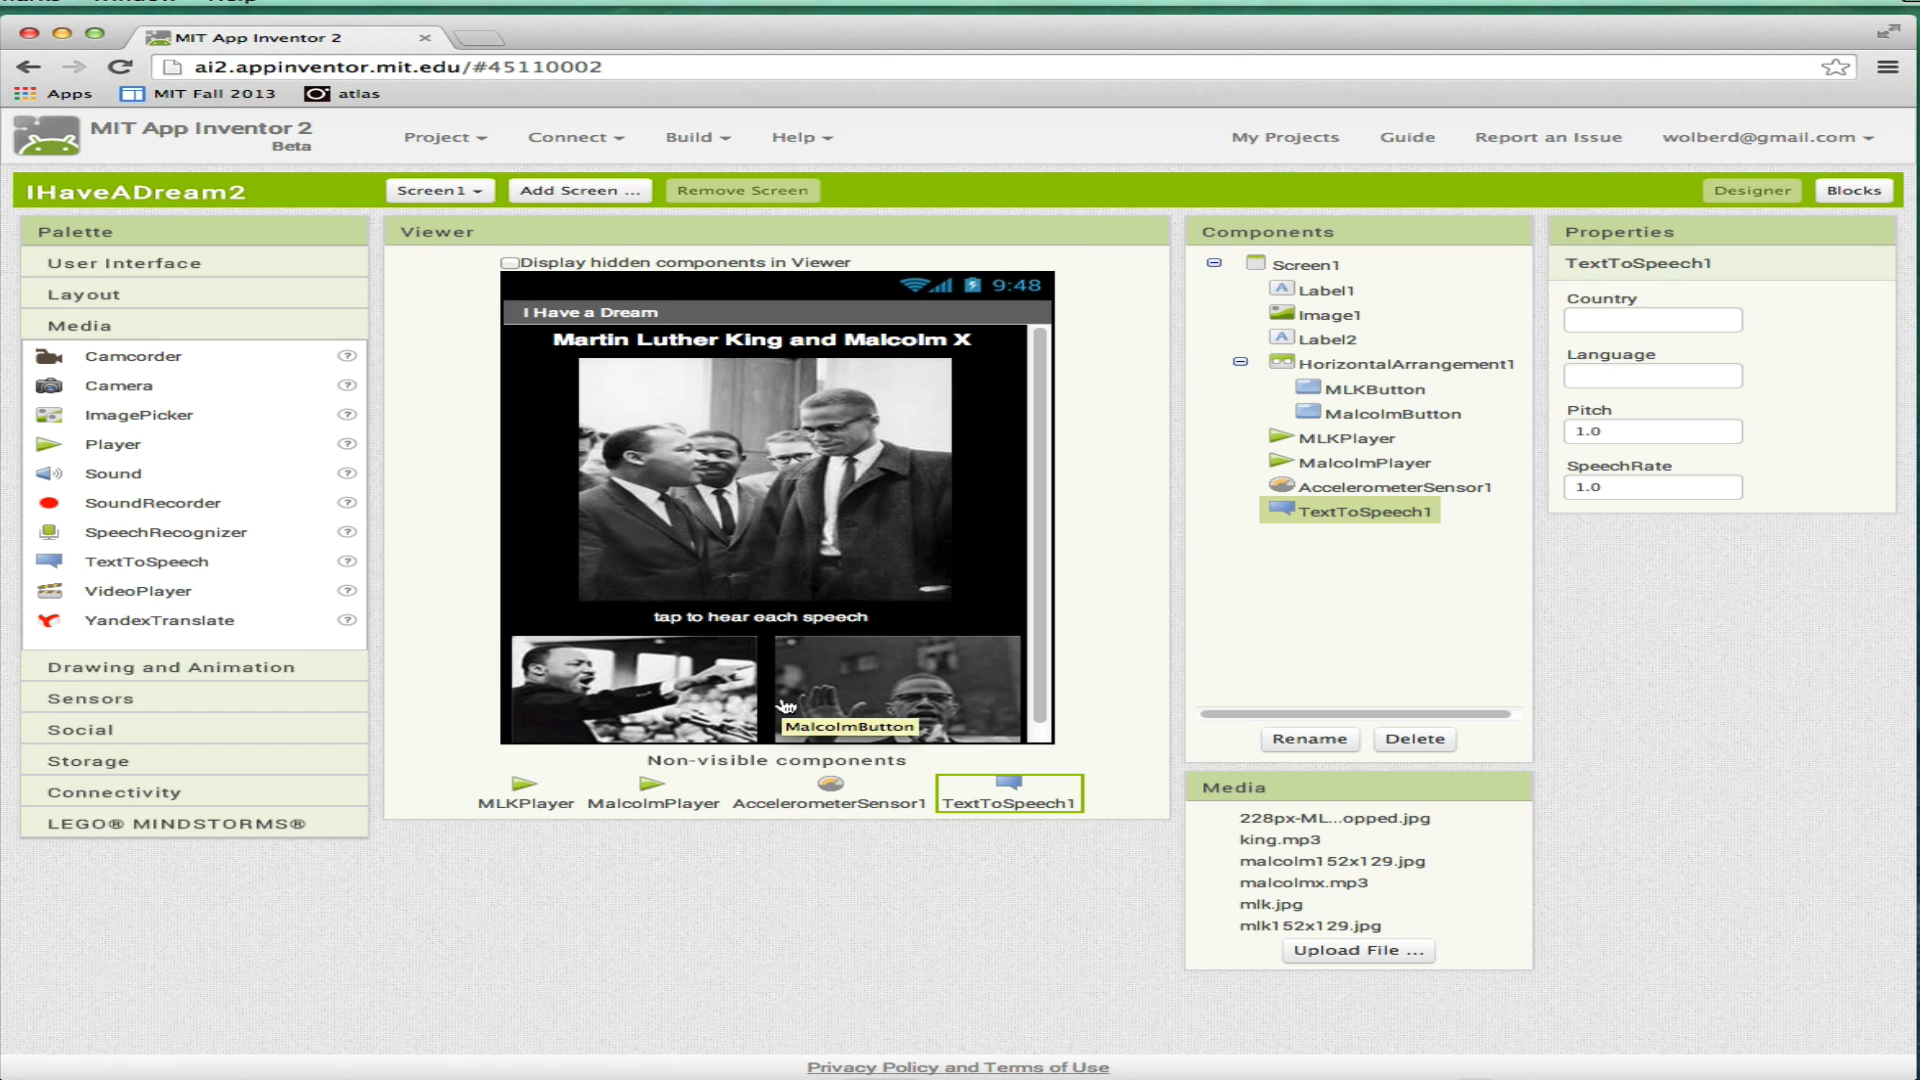 MIT App Inventor 2
ai2.appinventor.mit.edu/#45110002
Apps MIT Fall 2013 atlas
MIT App Inventor 2
Beta
Project Connect Build Help My Projects Guide Report an Issue wolberd@gmail.com
IHaveADream2 Screen1 Add Screen ... Remove Screen Designer Blocks
Palette
User Interface
Layout
Media
Camcorder
Camera
ImagePicker
Player
Sound
SoundRecorder
SpeechRecognizer
TextToSpeech
VideoPlayer
YandexTranslate
Drawing and Animation
Sensors
Social
Storage
Connectivity
LEGO® MINDSTORMS®
Viewer
Display hidden components in Viewer
9:48
I Have a Dream
Martin Luther King and Malcolm X
tap to hear each speech
MalcolmButton
Non-visible components
MLKPlayer MalcolmPlayer AccelerometerSensor1 TextToSpeech1
Components
Screen1
Label1
Image1
Label2
HorizontalArrangement1
MLKButton
MalcolmButton
MLKPlayer
MalcolmPlayer
AccelerometerSensor1
TextToSpeech1
Rename Delete
Media
228px-ML...opped.jpg
king.mp3
malcolm152x129.jpg
malcolmx.mp3
mlk.jpg
mlk152x129.jpg
Upload File ...
Properties
TextToSpeech1
Country
Language
Pitch
1.0
SpeechRate
1.0
Privacy Policy and Terms of Use